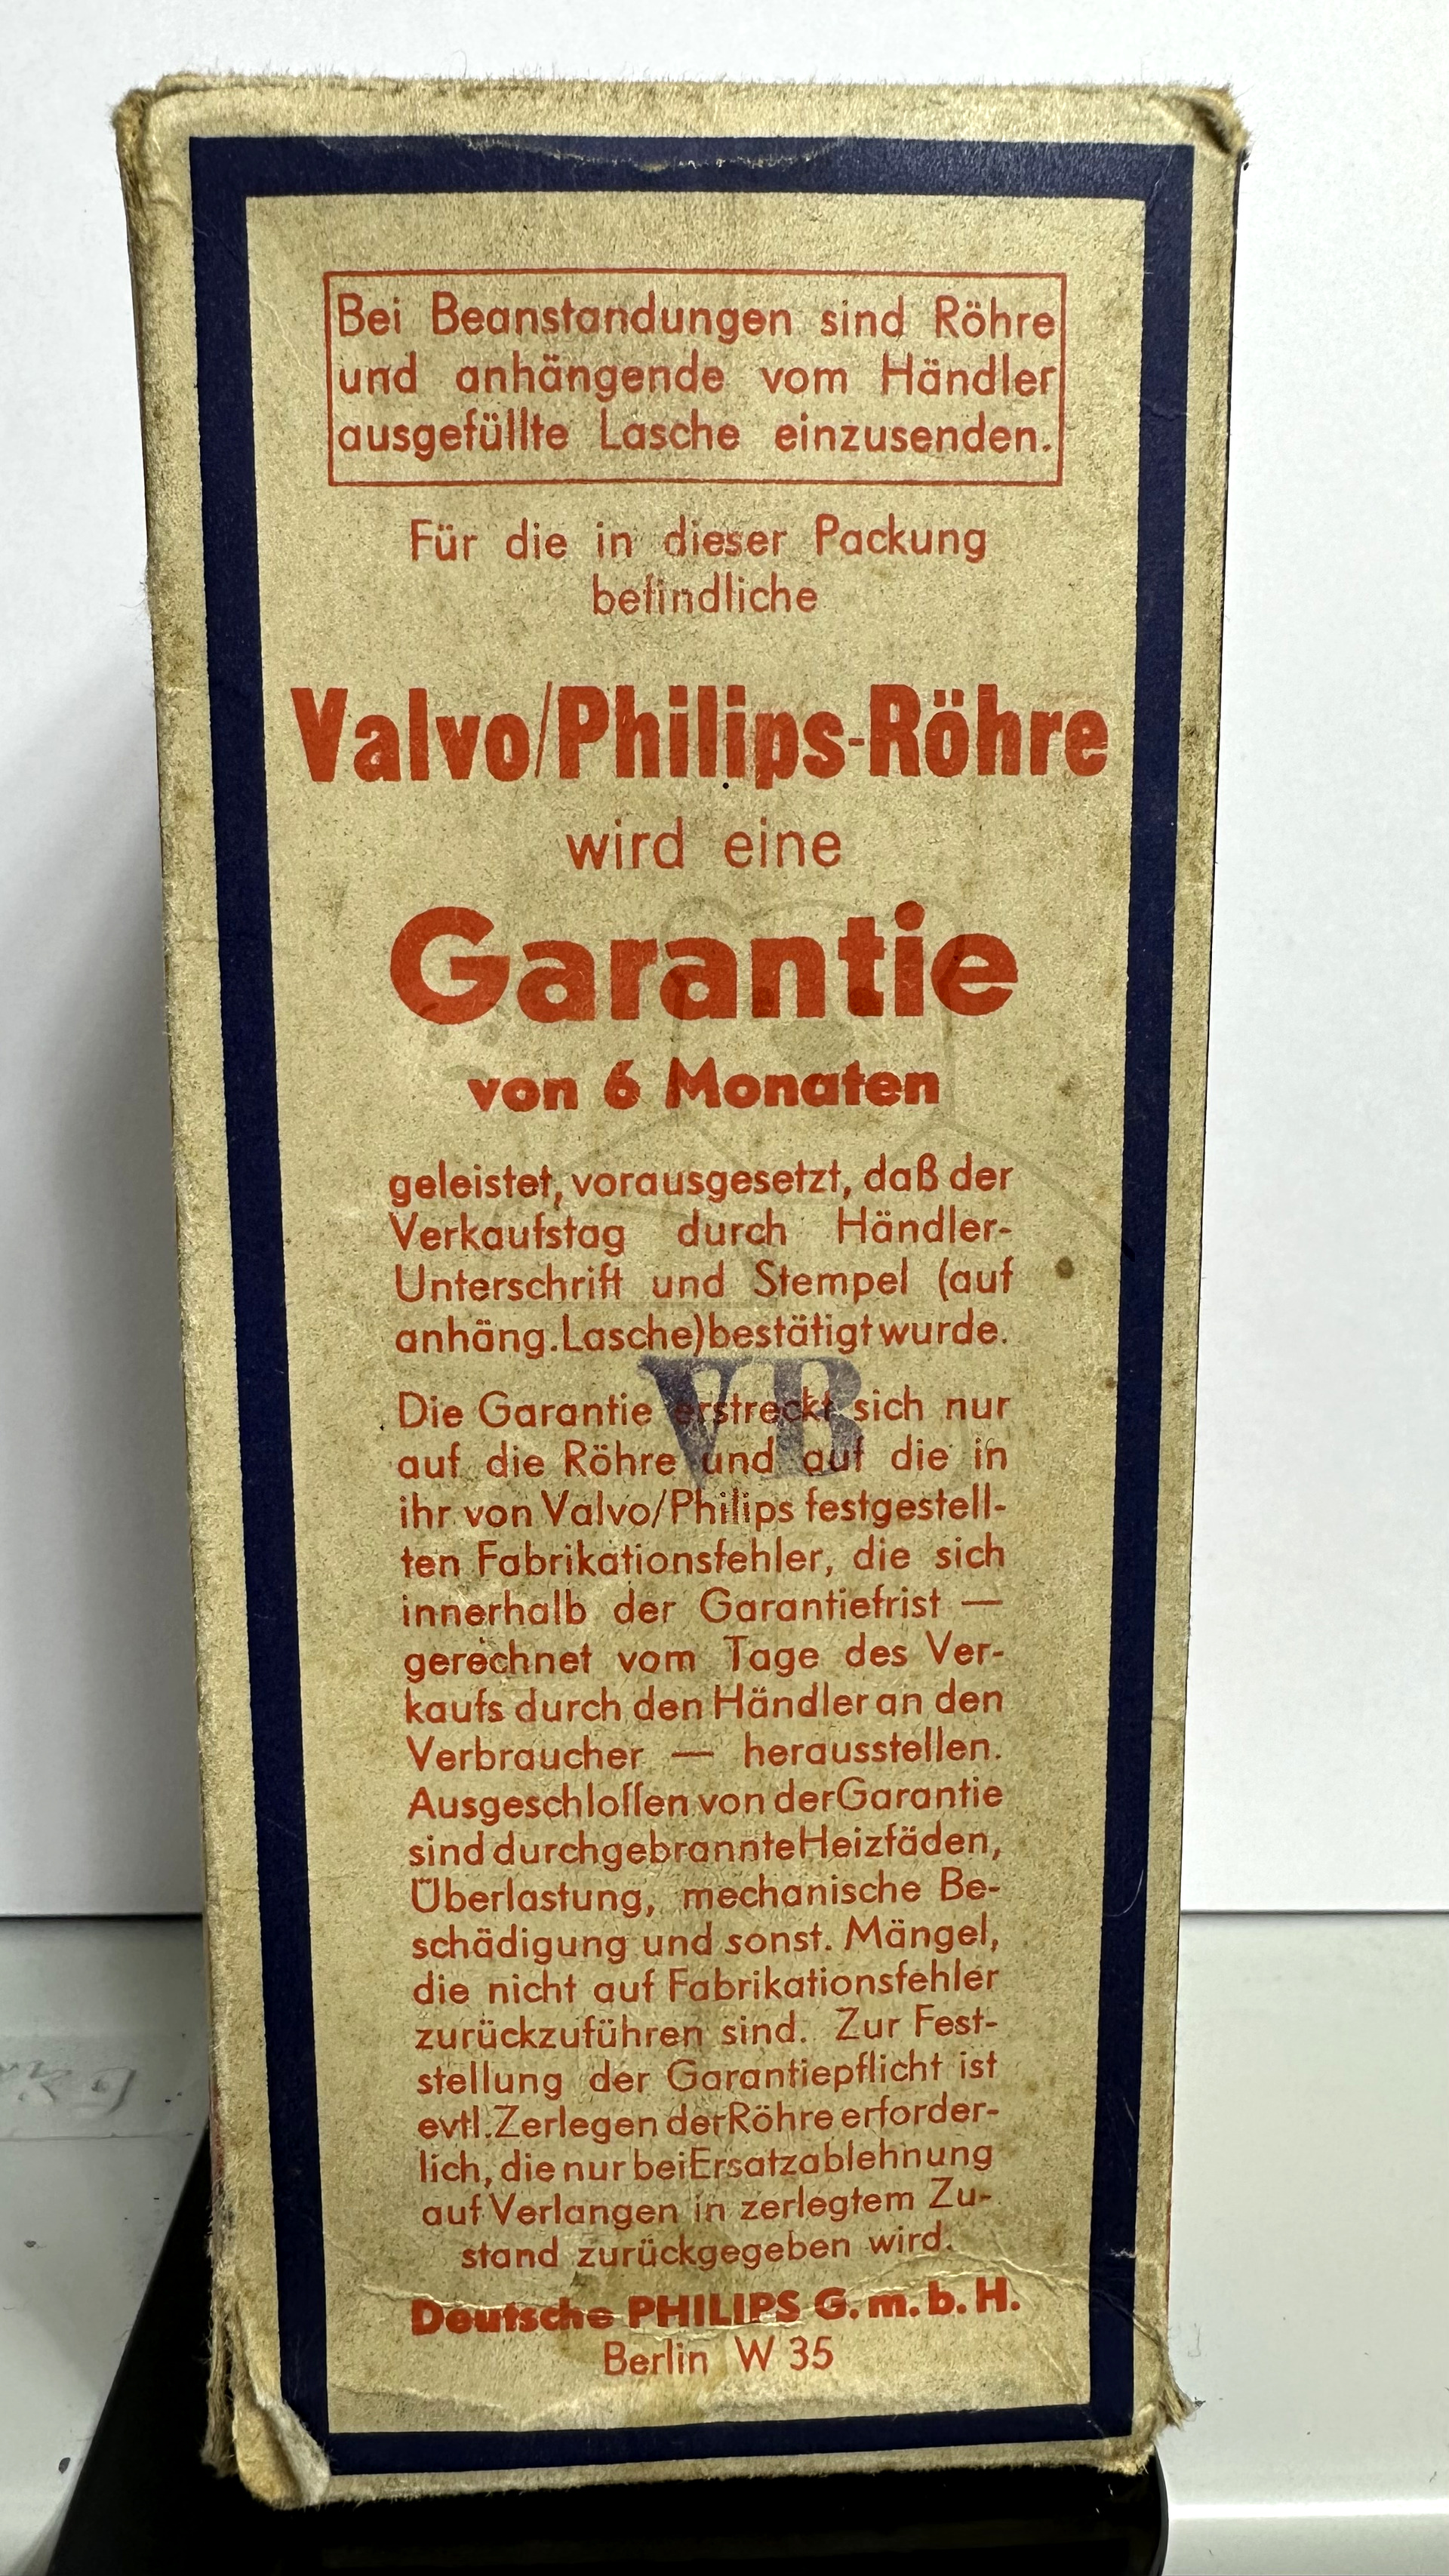 Bei Beanstandungen sind Röhre
und anhängende vom Händler
ausgefüllte Lasche einzusenden.
Für die in dieser Packung
befindliche
Valvo/Philips-Röhre
wird eine
Garantie
von 6 Monaten
geleistet, vorausgesetzt, daß der
Verkaufstag durch Händler-
Unterschrift und Stempel (auf
anhäng. Lasche) bestätigt wurde.
VB
Die Garantie erstreckt sich nur
auf die Röhre und auf die in
ihr von Valvo/Philips festgestell-
ten Fabrikationsfehler, die sich
innerhalb der Garantiefrist —
gerechnet vom Tage des Ver-
kaufs durch den Händler an den
Verbraucher — herausstellen.
Ausgeschloſſen von der Garantie
sind durchgebrannte Heizfäden,
Überlastung, mechanische Be-
schädigung und sonst. Mängel,
die nicht auf Fabrikationsfehler
zurückzuführen sind. Zur Fest-
stellung der Garantiepflicht ist
evtl. Zerlegen der Röhre erforder-
lich, die nur bei Ersatzablehnung
auf Verlangen in zerlegtem Zu-
stand zurückgegeben wird.
Deutsche PHILIPS G.m.b.H.
Berlin W 35